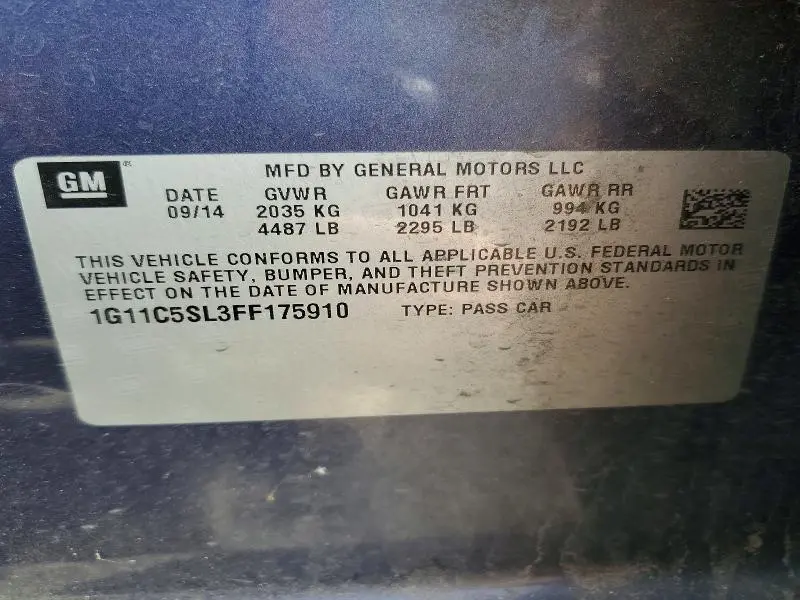 GM®
MFD BY GENERAL MOTORS LLC
DATE GVWR GAWR FRT GAWR RR
09/14 2035 KG 1041 KG 994 KG
4487 LB 2295 LB 2192 LB
THIS VEHICLE CONFORMS TO ALL APPLICABLE U.S. FEDERAL MOTOR
VEHICLE SAFETY, BUMPER, AND THEFT PREVENTION STANDARDS IN
EFFECT ON THE DATE OF MANUFACTURE SHOWN ABOVE.
1G11C5SL3FF175910 TYPE: PASS CAR